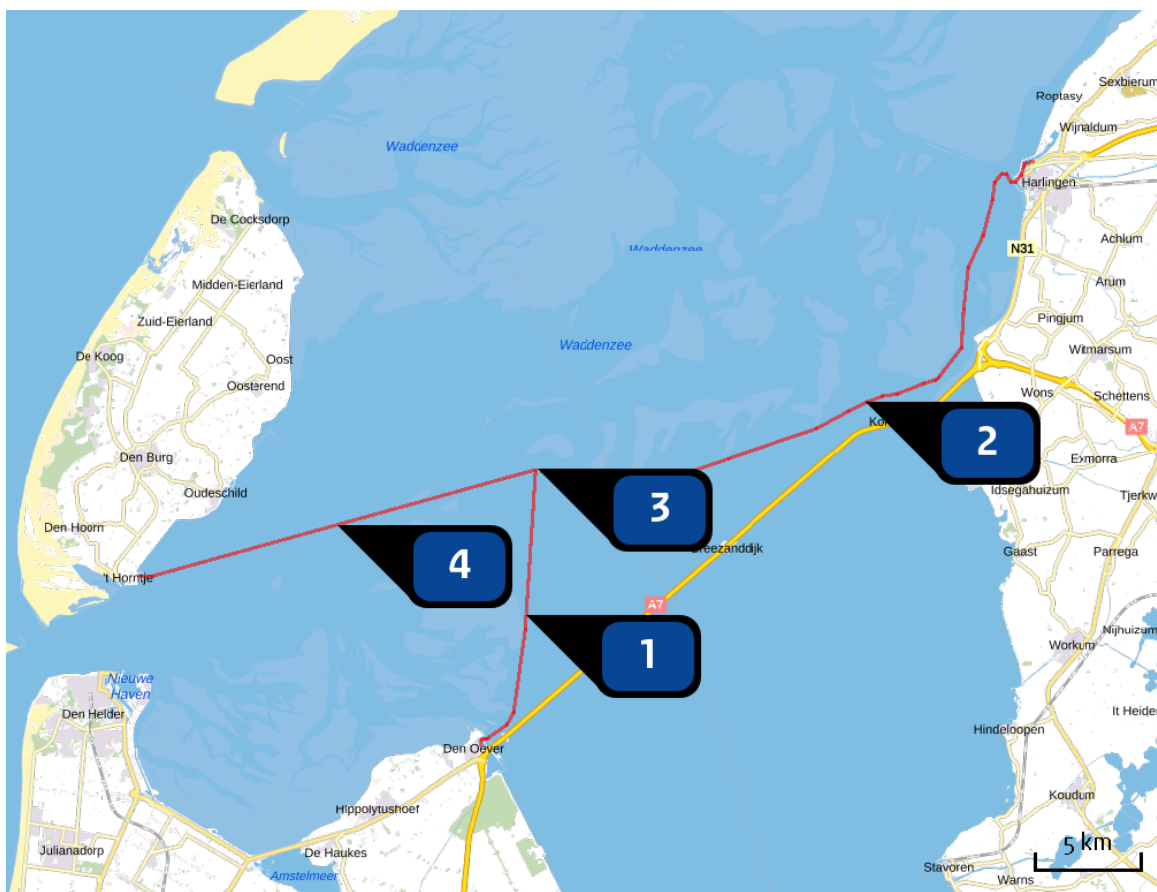 Sexbierum
Roptasy
Wijnaldum
Waddenzee
Harlingen
De Cocksdorp
Achlum
Waddenzee
N31
Midden-Eierland
Arum
Zuid-Eierland
Pingjum
Waddenzee
Witmarsum
De Koog
Oost
Oosterend
Wons
Schettens
2
A7
Den Burg
Exmorra
Idsegahuizum
Oudeschild
3
Tjerkw
Den Hoorn
4
Breezanddijk
Gaast
Parrega
't Horntje
A7
1
Nijhuizum
Workum
Nieuwe
Haven
Den Helder
It Heider
Hindeloopen
Den Oever
Koudum
Hippolytushoef
Julianadorp
De Haukes
5 km
Stavoren
Amstelmeer
Warns